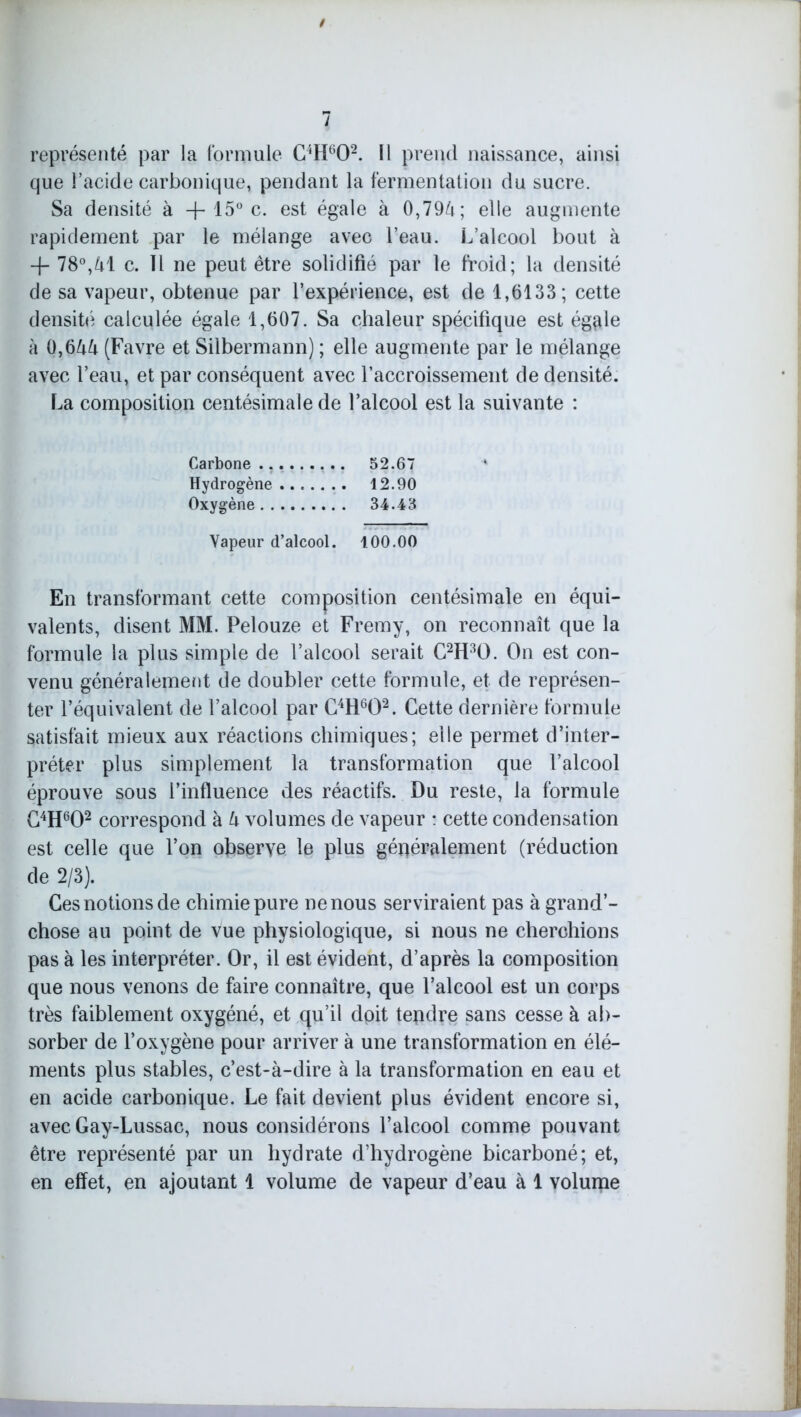 7
représenté par la formule C⁴H⁶O². Il prend naissance, ainsi
que l'acide carbonique, pendant la fermentation du sucre.
Sa densité à + 15° c. est égale à 0,794; elle augmente
rapidement par le mélange avec l'eau. L'alcool bout à
+ 78°,41 c. Il ne peut être solidifié par le froid; la densité
de sa vapeur, obtenue par l'expérience, est de 1,6133; cette
densité calculée égale 1,607. Sa chaleur spécifique est égale
à 0,644 (Favre et Silbermann); elle augmente par le mélange
avec l'eau, et par conséquent avec l'accroissement de densité.
La composition centésimale de l'alcool est la suivante :
Carbone ......... 52.67
Hydrogène ....... 12.90
Oxygène ......... 34.43
Vapeur d'alcool. 100.00
En transformant cette composition centésimale en équi-
valents, disent MM. Pelouze et Fremy, on reconnaît que la
formule la plus simple de l'alcool serait C²H³O. On est con-
venu généralement de doubler cette formule, et de représen-
ter l'équivalent de l'alcool par C⁴H⁶O². Cette dernière formule
satisfait mieux aux réactions chimiques; elle permet d'inter-
préter plus simplement la transformation que l'alcool
éprouve sous l'influence des réactifs. Du reste, la formule
C⁴H⁶O² correspond à 4 volumes de vapeur : cette condensation
est celle que l'on observe le plus généralement (réduction
de 2/3).
Ces notions de chimie pure ne nous serviraient pas à grand'-
chose au point de vue physiologique, si nous ne cherchions
pas à les interpréter. Or, il est évident, d'après la composition
que nous venons de faire connaître, que l'alcool est un corps
très faiblement oxygéné, et qu'il doit tendre sans cesse à ab-
sorber de l'oxygène pour arriver à une transformation en élé-
ments plus stables, c'est-à-dire à la transformation en eau et
en acide carbonique. Le fait devient plus évident encore si,
avec Gay-Lussac, nous considérons l'alcool comme pouvant
être représenté par un hydrate d'hydrogène bicarboné; et,
en effet, en ajoutant 1 volume de vapeur d'eau à 1 volume